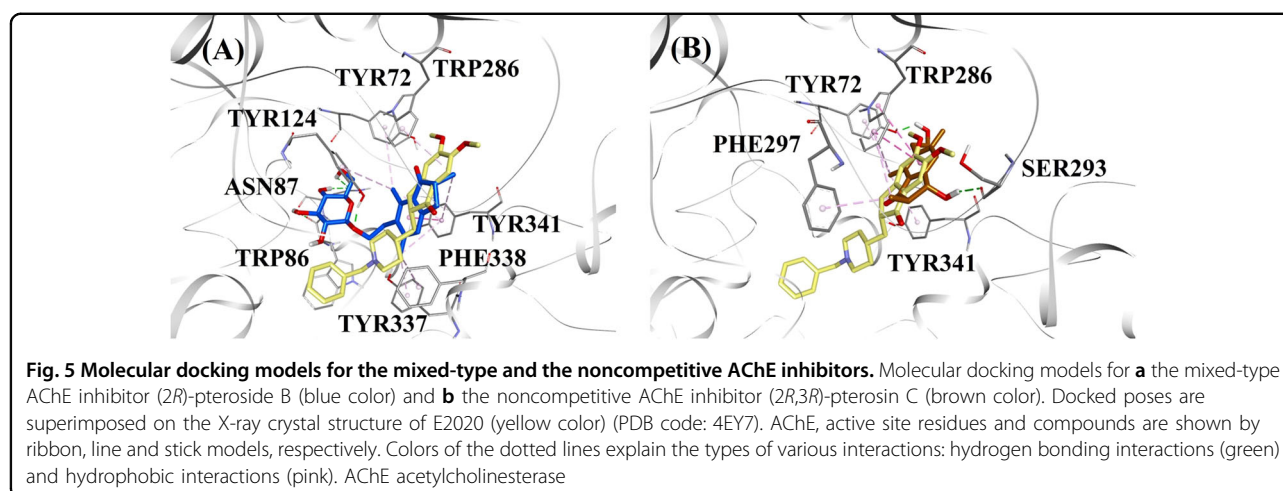 (A)
TYR72
TRP286
TYR124
ASN87
TRP86
TYR341
PHE338
TYR337
(B)
TRP286
TYR72
PHE297
SER293
TYR341
Fig. 5 Molecular docking models for the mixed-type and the noncompetitive AChE inhibitors. Molecular docking models for a the mixed-type
AChE inhibitor (2R)-pteroside B (blue color) and b the noncompetitive AChE inhibitor (2R,3R)-pterosin C (brown color). Docked poses are
superimposed on the X-ray crystal structure of E2020 (yellow color) (PDB code: 4EY7). AChE, active site residues and compounds are shown by
ribbon, line and stick models, respectively. Colors of the dotted lines explain the types of various interactions: hydrogen bonding interactions (green)
and hydrophobic interactions (pink). AChE acetylcholinesterase